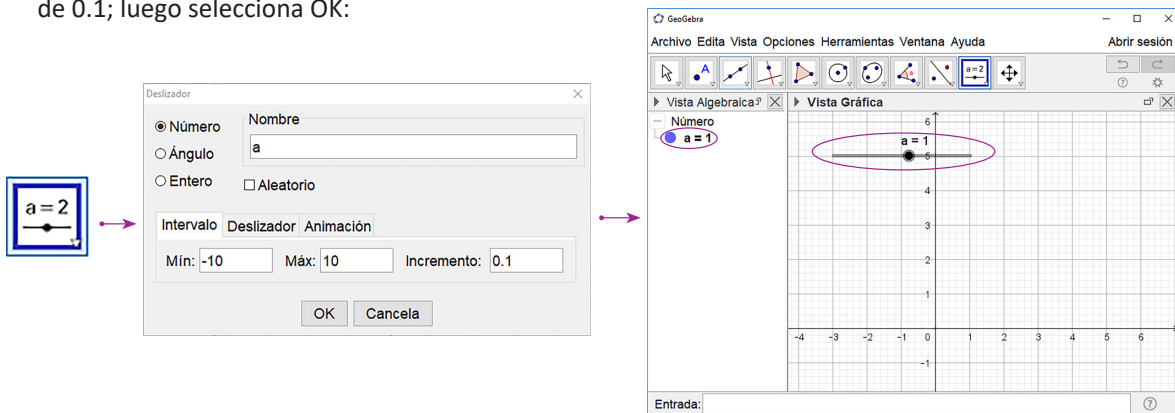 de 0.1; luego selecciona OK:
a=2
Deslizador
Número
Ángulo
Entero
Nombre
a
Aleatorio
Intervalo Deslizador Animación
Mín: -10 Máx: 10 Incremento: 0.1
OK Cancela
GeoGebra
Archivo Edita Vista Opciones Herramientas Ventana Ayuda Abrir sesión
A
a=2
Vista Algebraica
Número
a = 1
Vista Gráfica
a = 1
6
5
4
3
2
1
-4 -3 -2 -1 0 1 2 3 4 5 6
-1
Entrada: